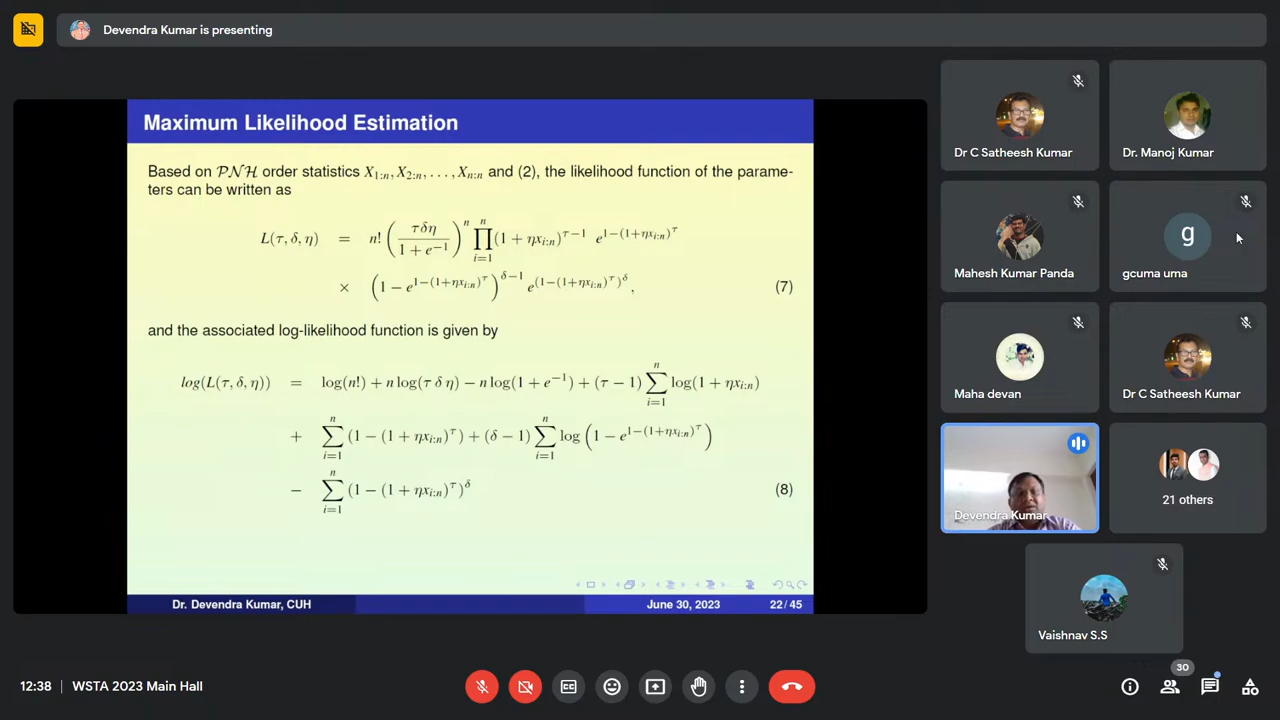 Devendra Kumar is presenting
Maximum Likelihood Estimation
Based on 𝒫𝒩ℋ order statistics X_{1:n}, X_{2:n}, . . . , X_{n:n} and (2), the likelihood function of the parame-
ters can be written as
L(τ, δ, η) = n! (τδη / (1 + e^{−1}))^n ∏_{i=1}^{n} (1 + ηx_{i:n})^{τ−1} e^{1−(1+ηx_{i:n})^τ}
× (1 − e^{1−(1+ηx_{i:n})^τ})^{δ−1} e^{(1−(1+ηx_{i:n})^τ)^δ}, (7)
and the associated log-likelihood function is given by
log(L(τ, δ, η)) = log(n!) + n log(τ δ η) − n log(1 + e^{−1}) + (τ − 1) ∑_{i=1}^{n} log(1 + ηx_{i:n})
+ ∑_{i=1}^{n} (1 − (1 + ηx_{i:n})^τ) + (δ − 1) ∑_{i=1}^{n} log (1 − e^{1−(1+ηx_{i:n})^τ})
− ∑_{i=1}^{n} (1 − (1 + ηx_{i:n})^τ)^δ (8)
Dr. Devendra Kumar, CUH June 30, 2023 22/45
Dr C Satheesh Kumar
Dr. Manoj Kumar
Mahesh Kumar Panda
g
gcuma uma
Maha devan
Dr C Satheesh Kumar
Devendra Kumar
21 others
Vaishnav S.S
12:38 | WSTA 2023 Main Hall
30